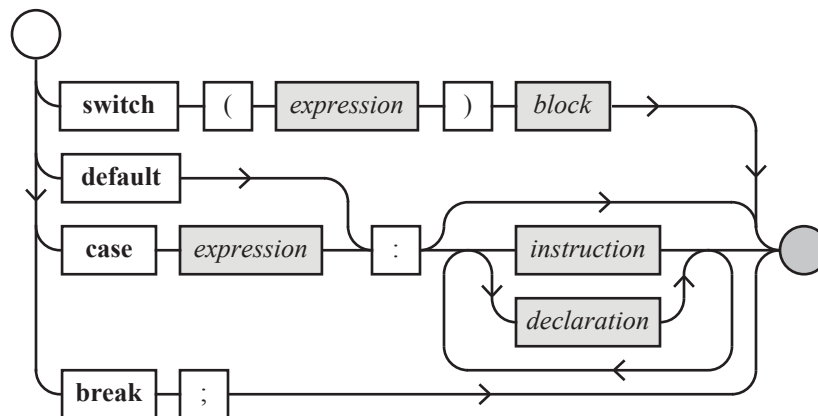 switch ( expression ) block
default
case expression : instruction
declaration
break ;